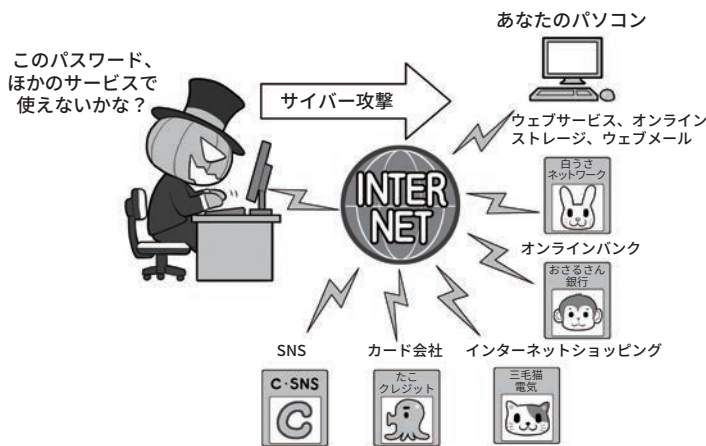 あなたのパソコン
このパスワード、
ほかのサービスで
使えないかな？
サイバー攻撃
ウェブサービス、オンライン
ストレージ、ウェブメール
INTER
NET
白うさ
ネットワーク
オンラインバンク
おさるさん
銀行
SNS
カード会社
インターネットショッピング
C·SNS
C
たこ
クレジット
三毛猫
電気